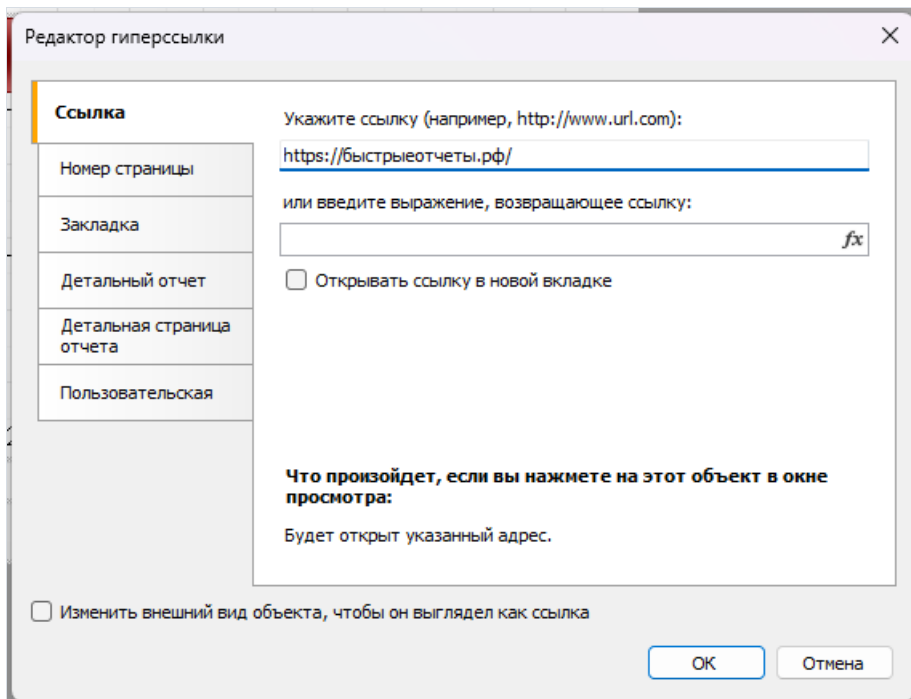 Редактор гиперссылки
Ссылка
Номер страницы
Закладка
Детальный отчет
Детальная страница
отчета
Пользовательская
Укажите ссылку (например, http://www.url.com):
https://быстрыеотчеты.рф/
или введите выражение, возвращающее ссылку:
fx
Открывать ссылку в новой вкладке
Что произойдет, если вы нажмете на этот объект в окне
просмотра:
Будет открыт указанный адрес.
Изменить внешний вид объекта, чтобы он выглядел как ссылка
OK
Отмена